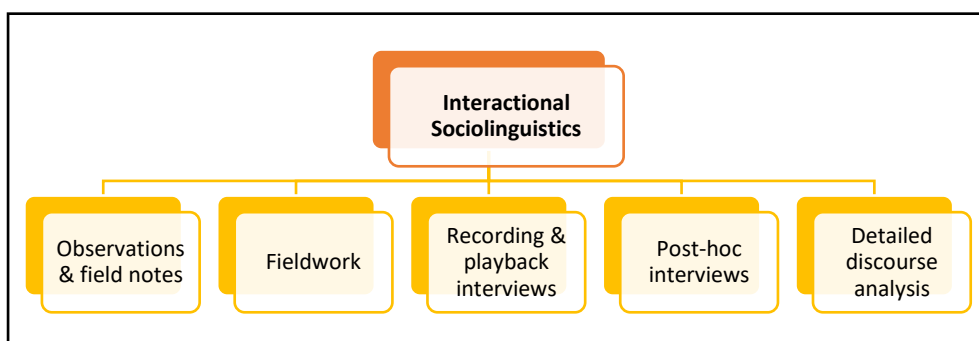 Interactional
Sociolinguistics
Observations
& field notes
Fieldwork
Recording &
playback
interviews
Post-hoc
interviews
Detailed
discourse
analysis